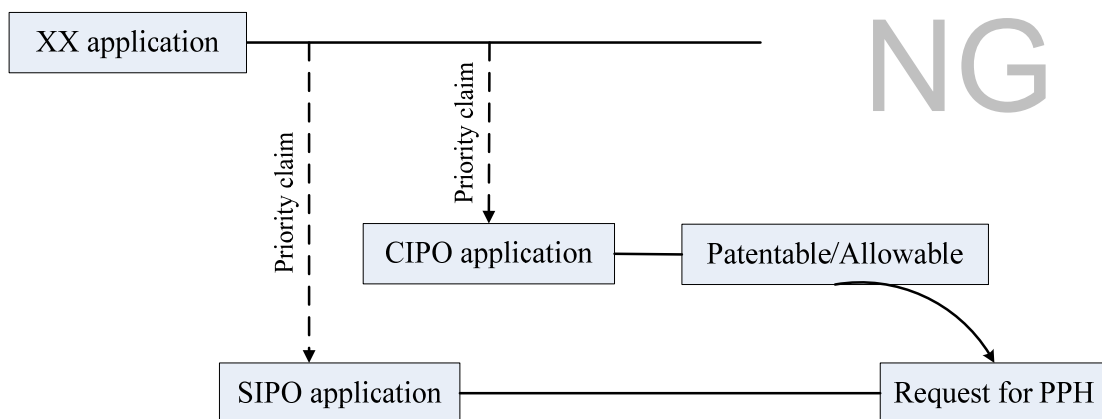 XX application
NG
Priority claim
Priority claim
CIPO application
Patentable/Allowable
SIPO application
Request for PPH